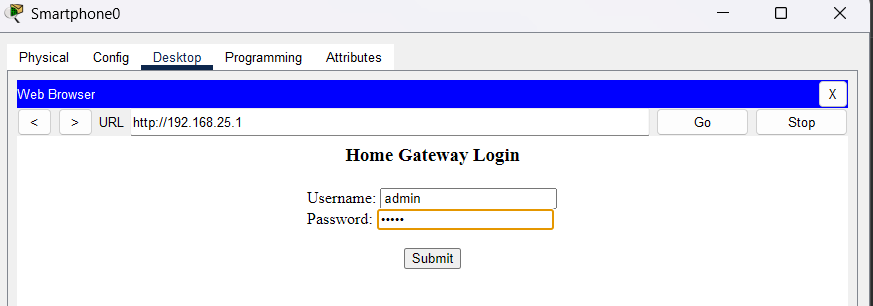 Smartphone0
Physical Config Desktop Programming Attributes
Web Browser X
< > URL http://192.168.25.1 Go Stop
Home Gateway Login
Username: admin
Password: •••••
Submit